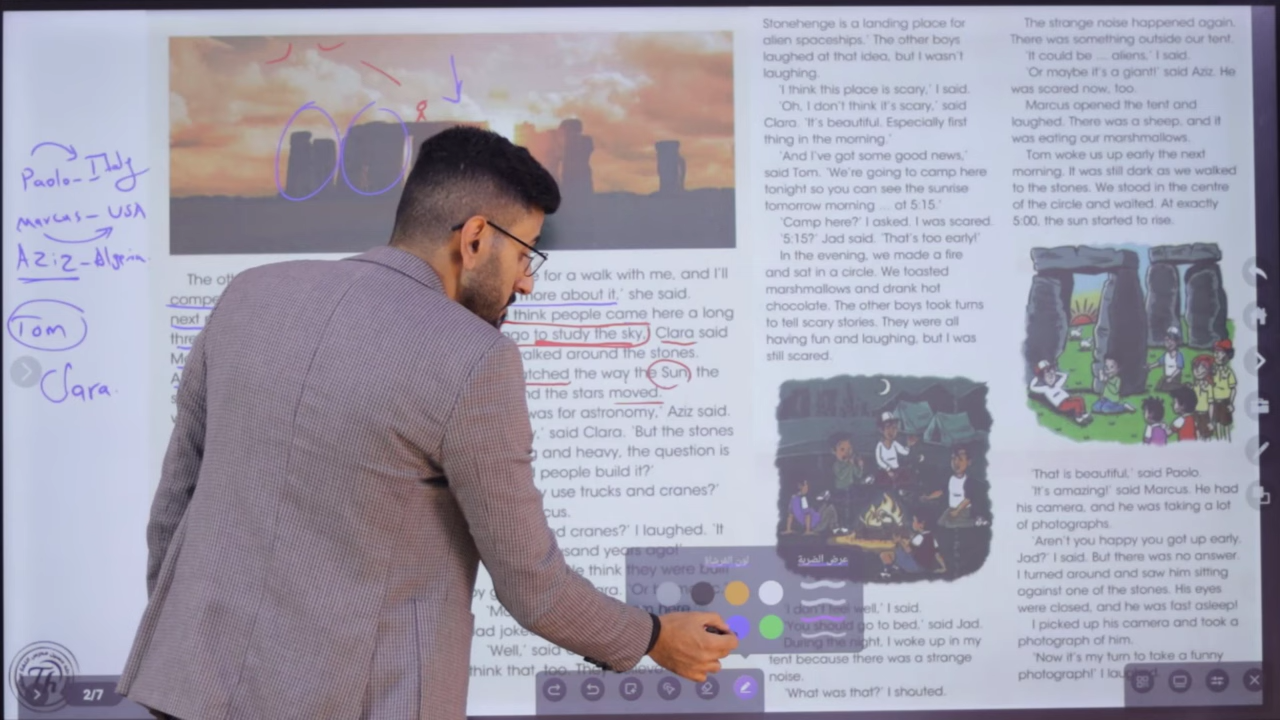 Paolo - Italy
Marcus - USA
Aziz - Algeria
Tom
Clara.
The
for a walk with me, and I'll
compe
more about it,' she said.
next
think people came here a long
thre
go to study the sky,' Clara said
alked around the stones.
tched the way the Sun, the
nd the stars moved.'
was for astronomy,' Aziz said.
,' said Clara. 'But the stones
and heavy, the question is
people build it?'
use trucks and cranes?'
cus.
d cranes?' I laughed. 'It
sand years ago!'
think they were built
ad joke
'Well,' said
think that, too. They
Stonehenge is a landing place for
alien spaceships.' The other boys
laughed at that idea, but I wasn't
laughing.
'I think this place is scary,' I said.
'Oh, I don't think it's scary,' said
Clara. 'It's beautiful. Especially first
thing in the morning.'
'And I've got some good news,'
said Tom. 'We're going to camp here
tonight so you can see the sunrise
tomorrow morning ... at 5:15.'
'Camp here?' I asked. I was scared.
'5:15?' Jad said. 'That's too early!'
In the evening, we made a fire
and sat in a circle. We toasted
marshmallows and drank hot
chocolate. The other boys took turns
to tell scary stories. They were all
having fun and laughing, but I was
still scared.
'I don't feel well,' I said.
'You should go to bed,' said Jad.
During the night, I woke up in my
tent because there was a strange
noise.
'What was that?' I shouted.
The strange noise happened again.
There was something outside our tent.
'It could be ... aliens,' I said.
'Or maybe it's a giant!' said Aziz. He
was scared now, too.
Marcus opened the tent and
laughed. There was a sheep, and it
was eating our marshmallows.
Tom woke us up early the next
morning. It was still dark as we walked
to the stones. We stood in the centre
of the circle and waited. At exactly
5:00, the sun started to rise.
'That is beautiful,' said Paolo.
'It's amazing!' said Marcus. He had
his camera, and he was taking a lot
of photographs.
'Aren't you happy you got up early,
Jad?' I said. But there was no answer.
I turned around and saw him sitting
against one of the stones. His eyes
were closed, and he was fast asleep!
I picked up his camera and took a
photograph of him.
'Now it's my turn to take a funny
photograph!' I
لون الفرشاة
عرض الضربة
2/7